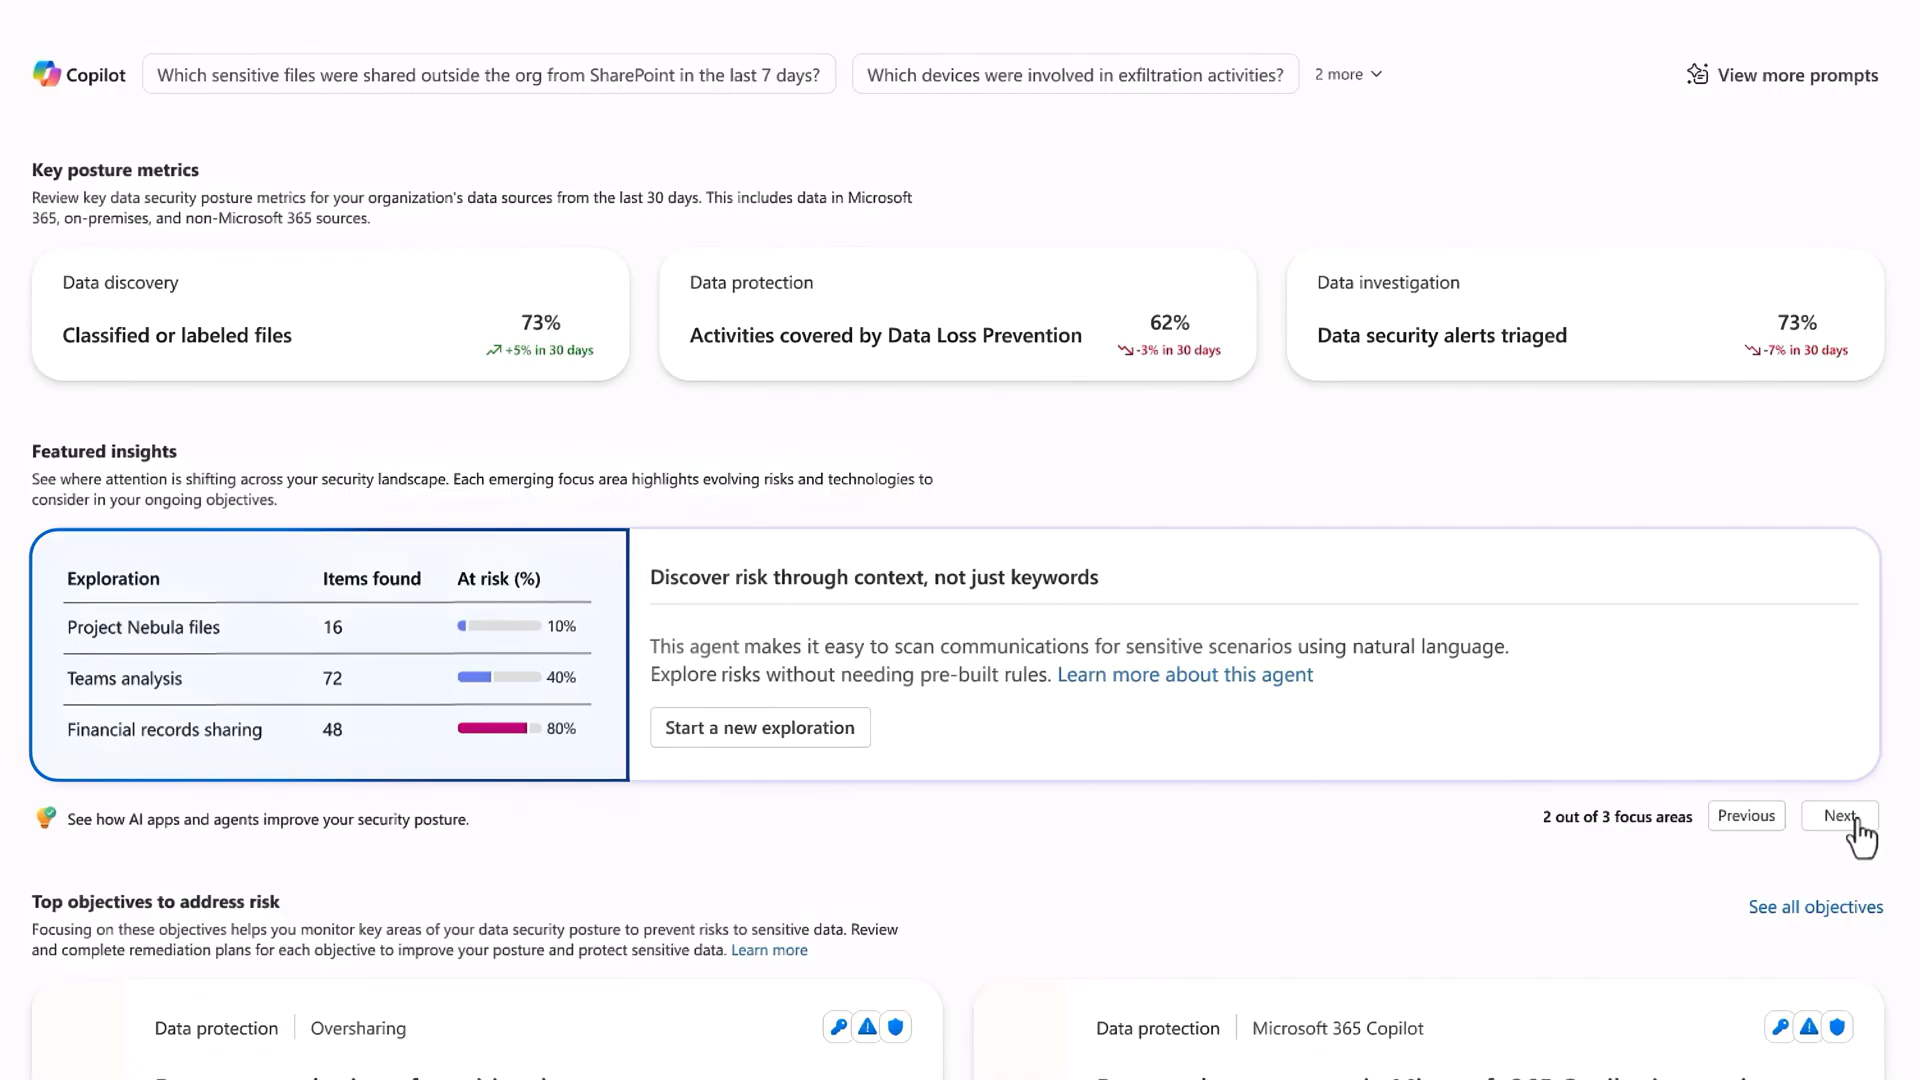 Copilot
Which sensitive files were shared outside the org from SharePoint in the last 7 days?
Which devices were involved in exfiltration activities?
2 more
View more prompts
Key posture metrics
Review key data security posture metrics for your organization's data sources from the last 30 days. This includes data in Microsoft
365, on-premises, and non-Microsoft 365 sources.
Data discovery
Classified or labeled files
73%
+5% in 30 days
Data protection
Activities covered by Data Loss Prevention
62%
-3% in 30 days
Data investigation
Data security alerts triaged
73%
-7% in 30 days
Featured insights
See where attention is shifting across your security landscape. Each emerging focus area highlights evolving risks and technologies to
consider in your ongoing objectives.
Exploration Items found At risk (%)
Project Nebula files 16 10%
Teams analysis 72 40%
Financial records sharing 48 80%
Discover risk through context, not just keywords
This agent makes it easy to scan communications for sensitive scenarios using natural language.
Explore risks without needing pre-built rules. Learn more about this agent
Start a new exploration
See how AI apps and agents improve your security posture.
2 out of 3 focus areas
Previous
Next
Top objectives to address risk
See all objectives
Focusing on these objectives helps you monitor key areas of your data security posture to prevent risks to sensitive data. Review
and complete remediation plans for each objective to improve your posture and protect sensitive data. Learn more
Data protection Oversharing
Data protection Microsoft 365 Copilot